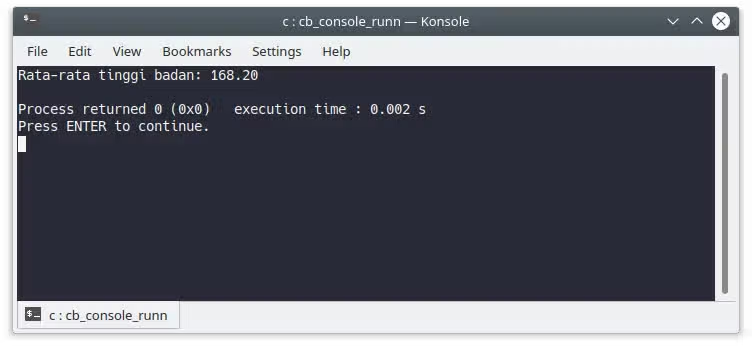 c : cb_console_runn — Konsole
File Edit View Bookmarks Settings Help
Rata-rata tinggi badan: 168.20
Process returned 0 (0x0)   execution time : 0.002 s
Press ENTER to continue.
c : cb_console_runn